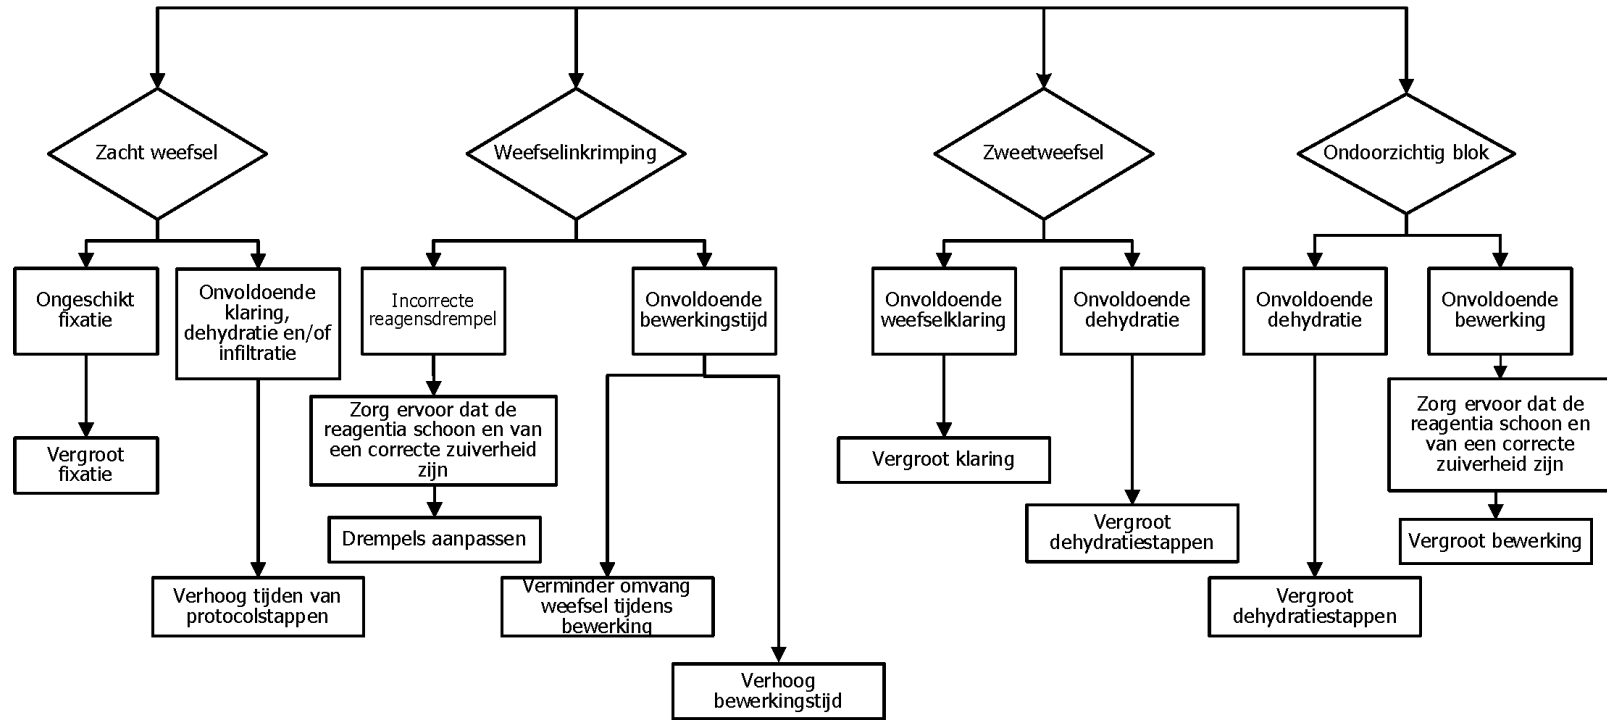 Zacht weefsel
Weefselinkrimping
Zweetweefsel
Ondoorzichtig blok
Ongeschikt
fixatie
Onvoldoende
klaring,
dehydratie en/of
infiltratie
Incorrecte
reagensdrempel
Onvoldoende
bewerkingstijd
Onvoldoende
weefselklaring
Onvoldoende
dehydratie
Onvoldoende
dehydratie
Onvoldoende
bewerking
Vergroot
fixatie
Verhoog tijden van
protocolstappen
Zorg ervoor dat de
reagentia schoon en van
een correcte zuiverheid
zijn
Drempels aanpassen
Verminder omvang
weefsel tijdens
bewerking
Verhoog
bewerkingstijd
Vergroot klaring
Vergroot
dehydratiestappen
Vergroot
dehydratiestappen
Zorg ervoor dat de
reagentia schoon en
van een correcte
zuiverheid zijn
Vergroot bewerking